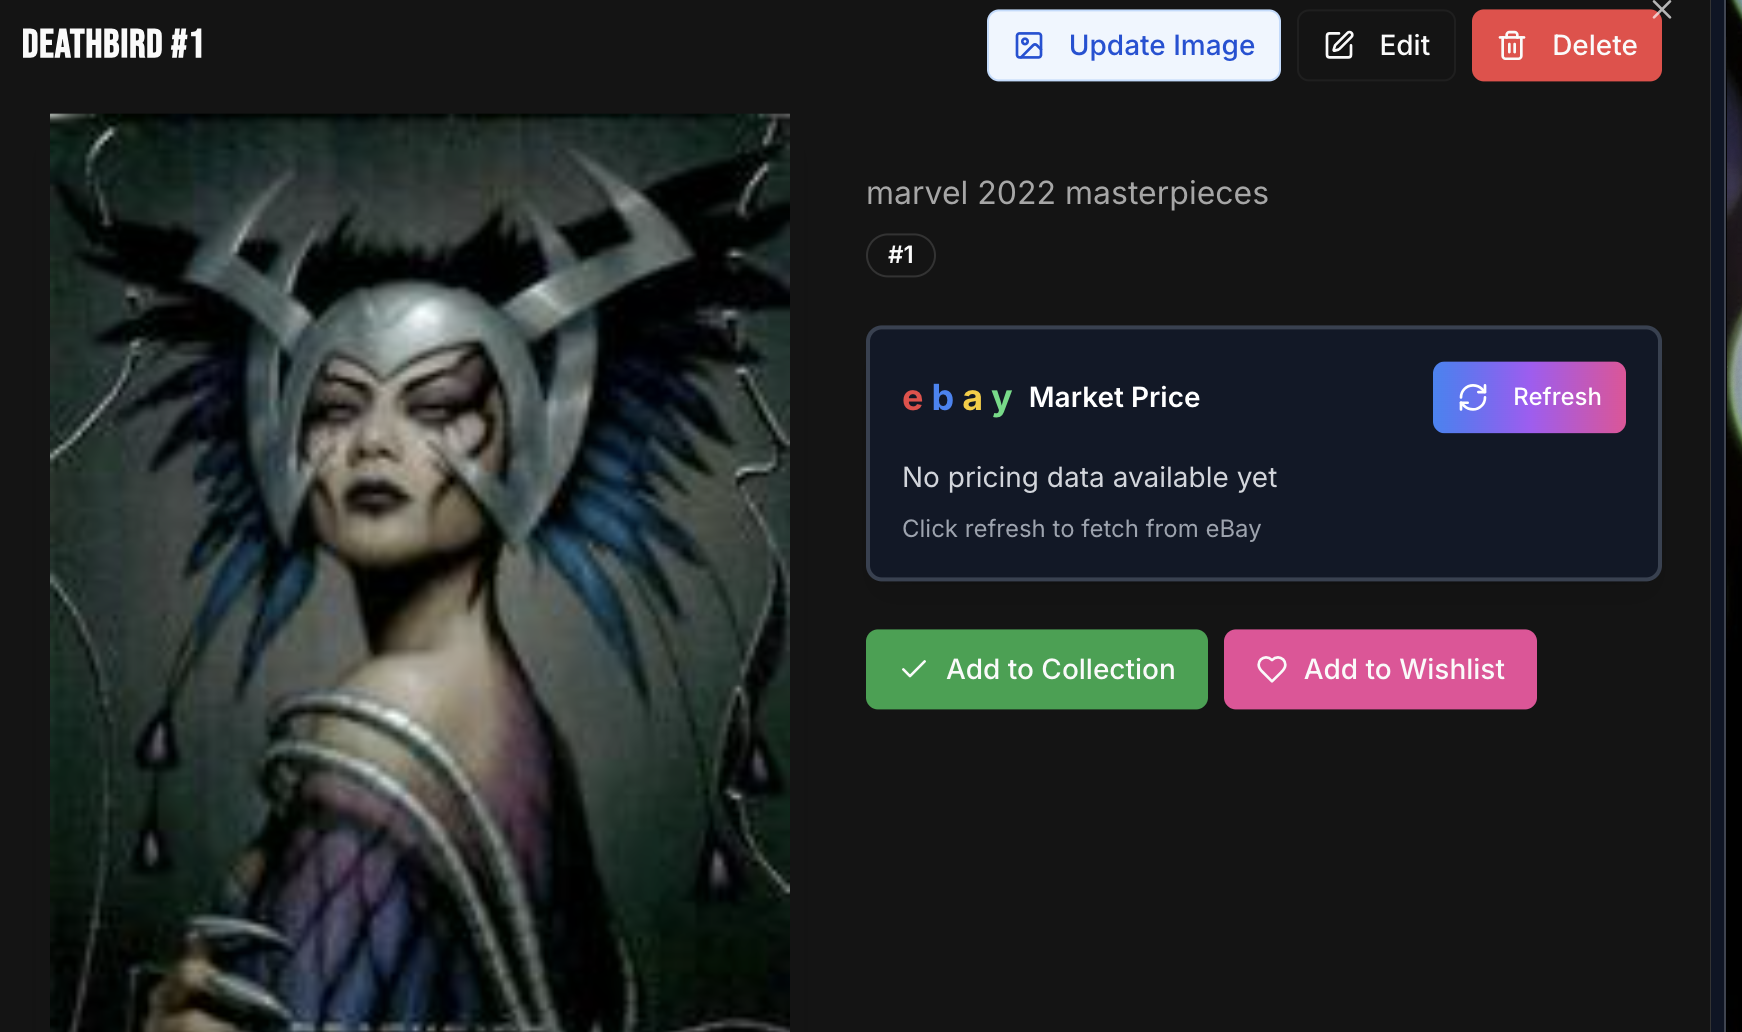 DEATHBIRD #1
Update Image
Edit
Delete
marvel 2022 masterpieces
#1
ebay Market Price
Refresh
No pricing data available yet
Click refresh to fetch from eBay
Add to Collection
Add to Wishlist